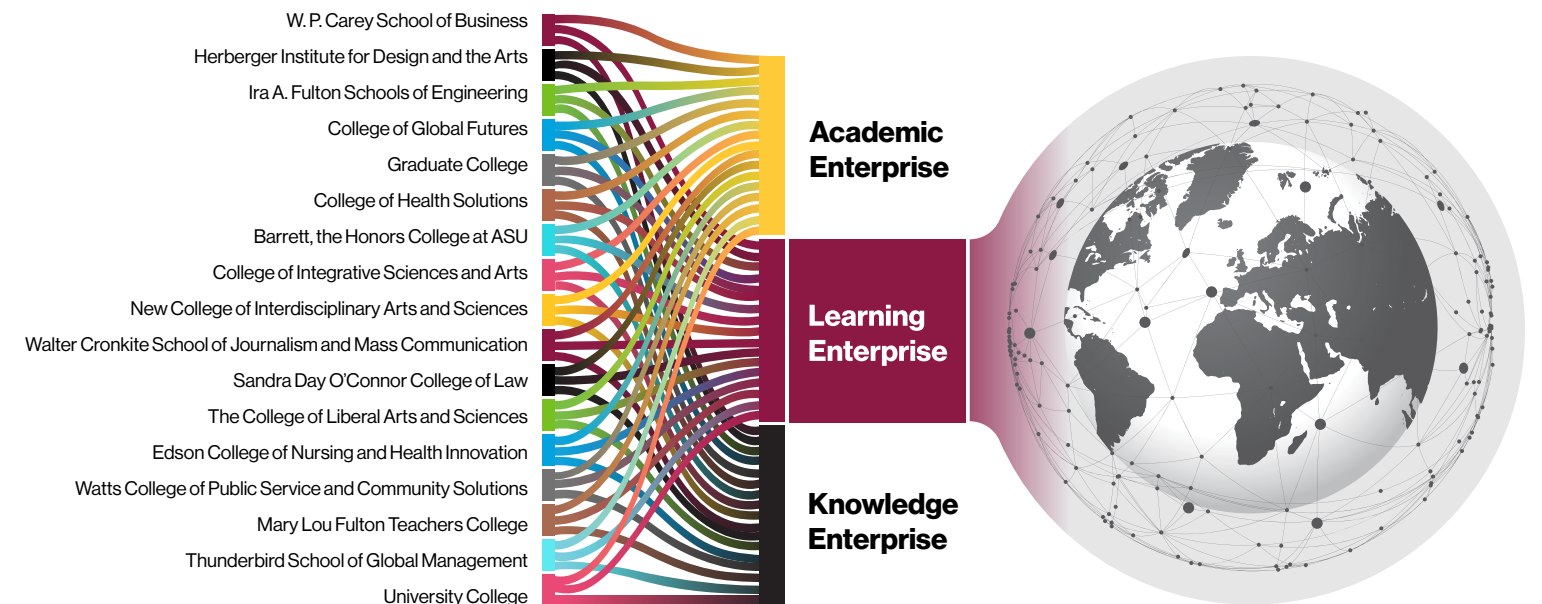 W. P. Carey School of Business
Herberger Institute for Design and the Arts
Ira A. Fulton Schools of Engineering
College of Global Futures
Graduate College
College of Health Solutions
Barrett, the Honors College at ASU
College of Integrative Sciences and Arts
New College of Interdisciplinary Arts and Sciences
Walter Cronkite School of Journalism and Mass Communication
Sandra Day O’Connor College of Law
The College of Liberal Arts and Sciences
Edson College of Nursing and Health Innovation
Watts College of Public Service and Community Solutions
Mary Lou Fulton Teachers College
Thunderbird School of Global Management
University College
Academic
Enterprise
Learning
Enterprise
Knowledge
Enterprise